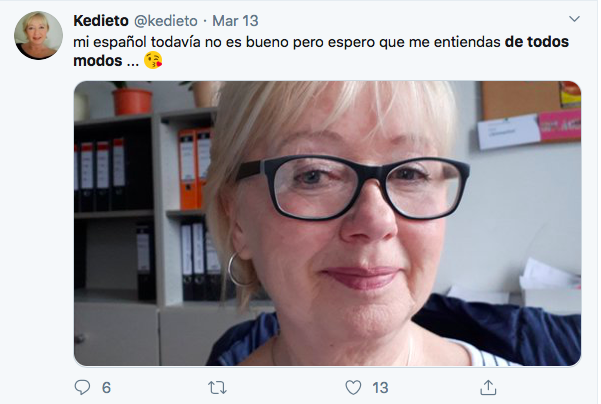 Kedieto @kedieto · Mar 13
mi español todavía no es bueno pero espero que me entiendas de todos
modos ... 😘
6
13